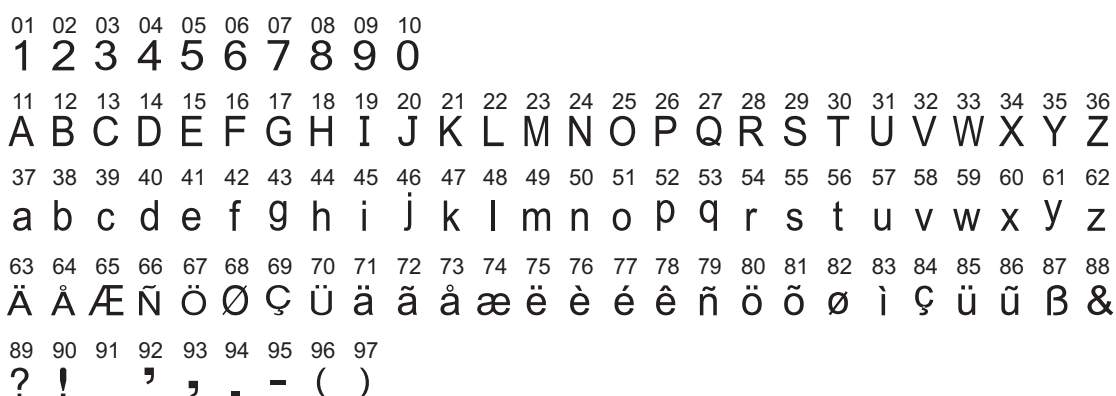 01 02 03 04 05 06 07 08 09 10
1 2 3 4 5 6 7 8 9 0
11 12 13 14 15 16 17 18 19 20 21 22 23 24 25 26 27 28 29 30 31 32 33 34 35 36
A B C D E F G H I J K L M N O P Q R S T U V W X Y Z
37 38 39 40 41 42 43 44 45 46 47 48 49 50 51 52 53 54 55 56 57 58 59 60 61 62
a b c d e f g h i j k l m n o p q r s t u v w x y z
63 64 65 66 67 68 69 70 71 72 73 74 75 76 77 78 79 80 81 82 83 84 85 86 87 88
Ä Å Æ Ñ Ö Ø Ç Ü ä ã å æ ë è é ê ñ ö õ ø ì ç ü ũ ß &
89 90 91 92 93 94 95 96 97
? ! ’ , . - ( )